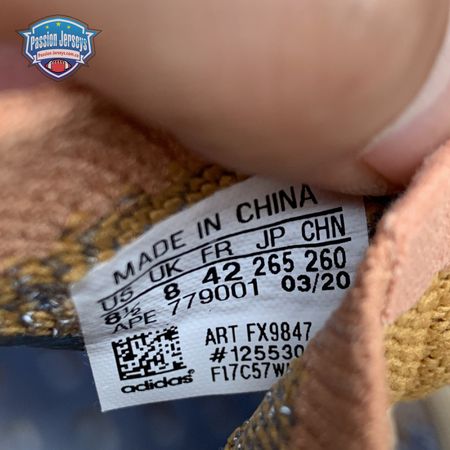 Passion Jerseys
MADE IN CHINA
US UK FR JP CHN
8½ 8 42 265 260
APE 779001 03/20
ART FX9847
#125530
F17C57W
adidas